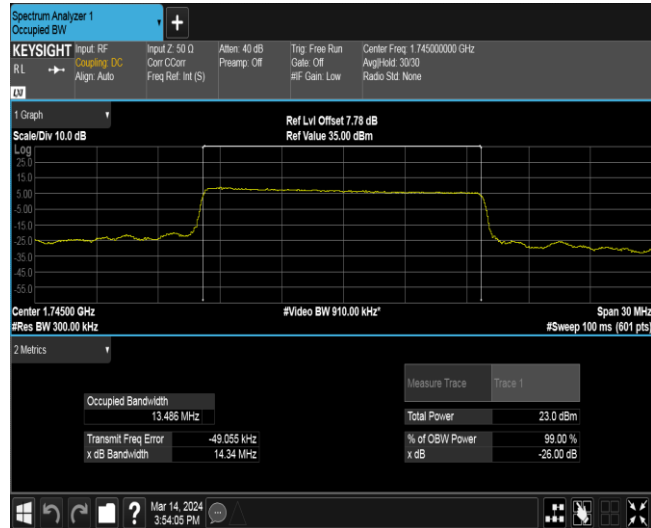 Spectrum Analyzer 1
Occupied BW
+
KEYSIGHT
RL
LXI
Input: RF
Coupling: DC
Align: Auto
Input Z: 50 Ω
Corr CCorr
Freq Ref: Int (S)
Atten: 40 dB
Preamp: Off
Trig: Free Run
Gate: Off
#IF Gain: Low
Center Freq: 1.745000000 GHz
Avg|Hold: 30/30
Radio Std: None
1 Graph
Scale/Div 10.0 dB
Ref Lvl Offset 7.78 dB
Ref Value 35.00 dBm
Log
25.0
15.0
5.00
-5.00
-15.0
-25.0
-35.0
-45.0
-55.0
Center 1.74500 GHz
#Res BW 300.00 kHz
#Video BW 910.00 kHz*
Span 30 MHz
#Sweep 100 ms (601 pts)
2 Metrics
Measure Trace Trace 1
Occupied Bandwidth
13.486 MHz
Total Power 23.0 dBm
Transmit Freq Error -49.055 kHz
% of OBW Power 99.00 %
x dB Bandwidth 14.34 MHz
x dB -26.00 dB
?
Mar 14, 2024
3:54:05 PM